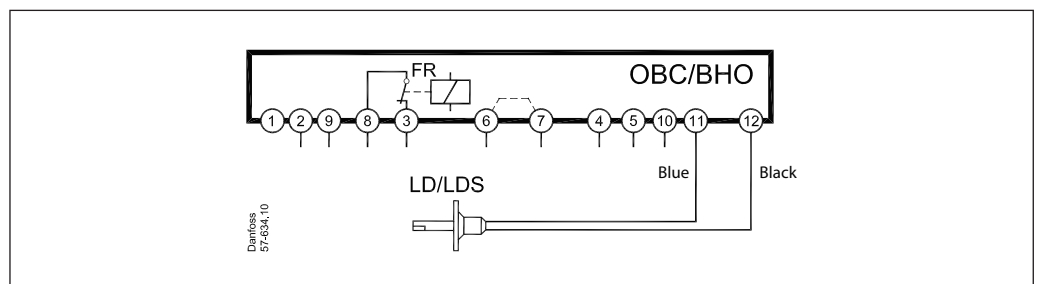 FR
OBC/BHO
1 2 9 8 3 6 7 4 5 10 11 12
Blue
Black
LD/LDS
Danfoss
57-634.10